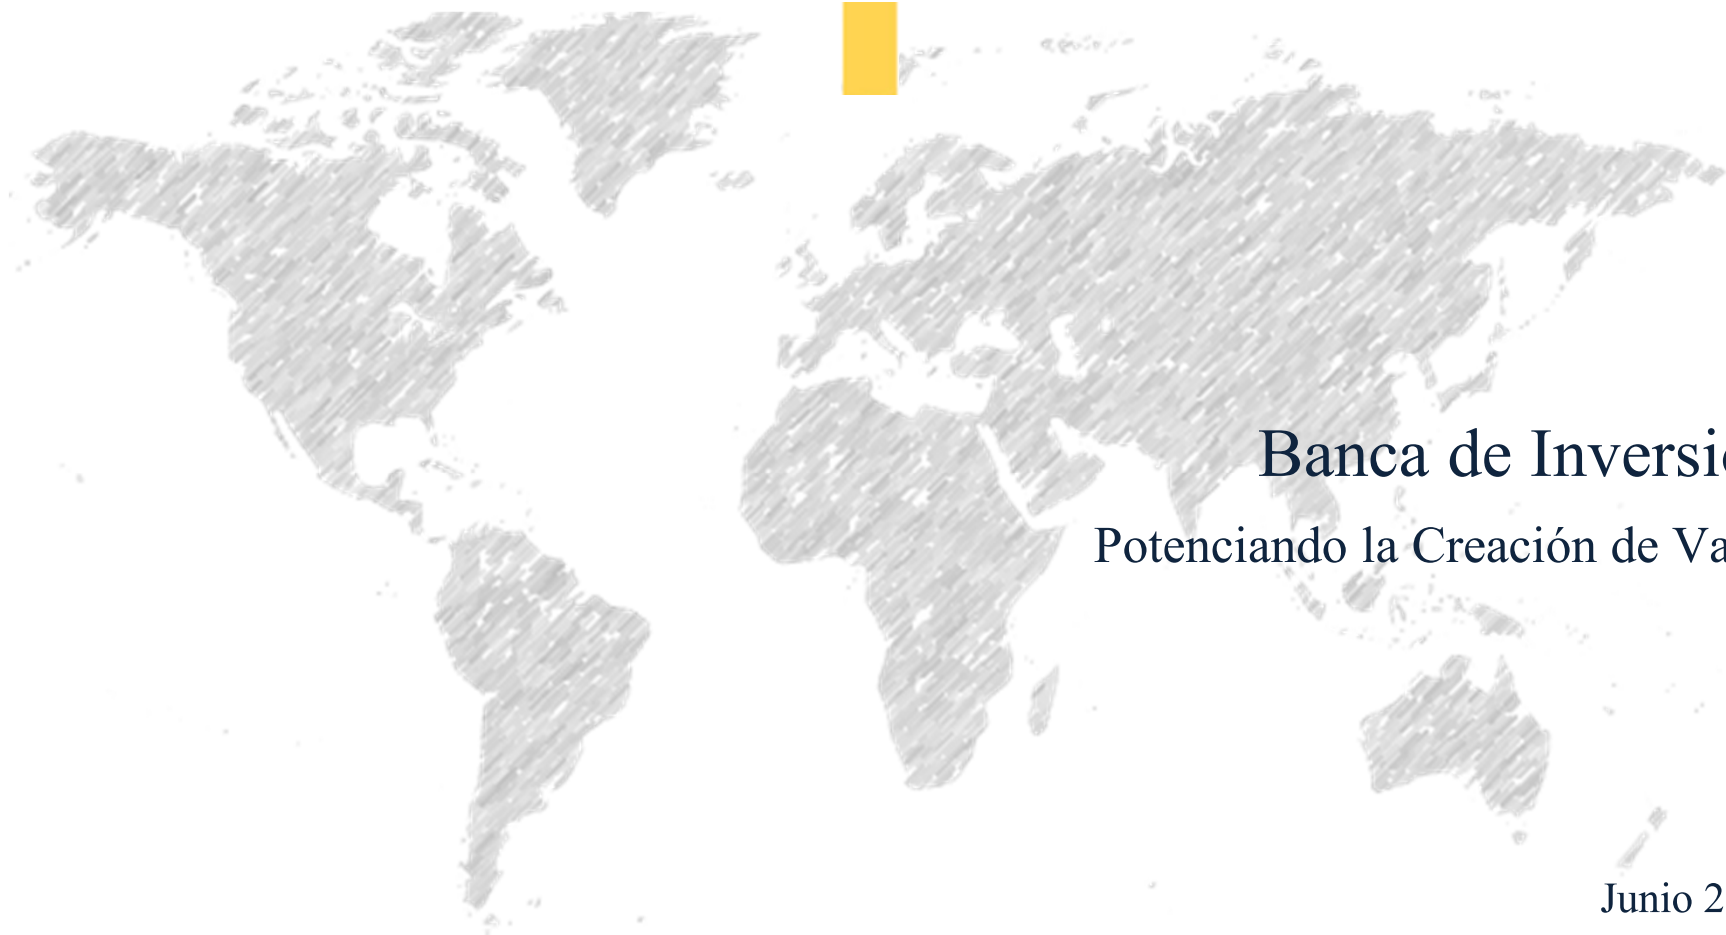 Banca de Inversi
Potenciando la Creación de Va
Junio 2